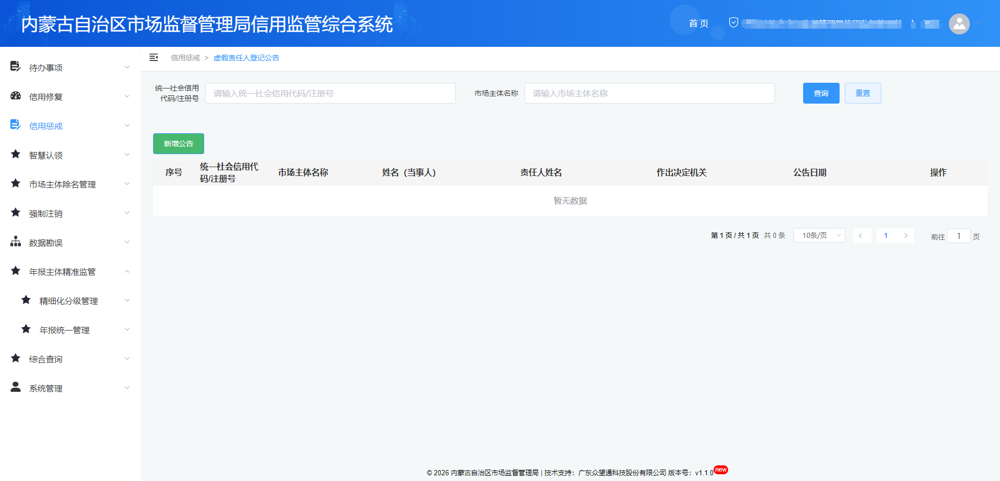 内蒙古自治区市场监督管理局信用监管综合系统
首页
待办事项
信用修复
信用惩戒
智慧认领
市场主体除名管理
强制注销
数据勘误
年报主体精准监管
精细化分级管理
年报统一管理
综合查询
系统管理
信用惩戒 > 虚假责任人登记公告
统一社会信用
代码/注册号
请输入统一社会信用代码/注册号
市场主体名称
请输入市场主体名称
查询
重置
新增公告
序号 统一社会信用代码/注册号 市场主体名称 姓名（当事人） 责任人姓名 作出决定机关 公告日期 操作
暂无数据
第 1 页 / 共 1 页 共 0 条 10条/页 < 1 > 前往 1 页
© 2026 内蒙古自治区市场监督管理局 | 技术支持：广东众望通科技股份有限公司 版本号：v1.1.0 new